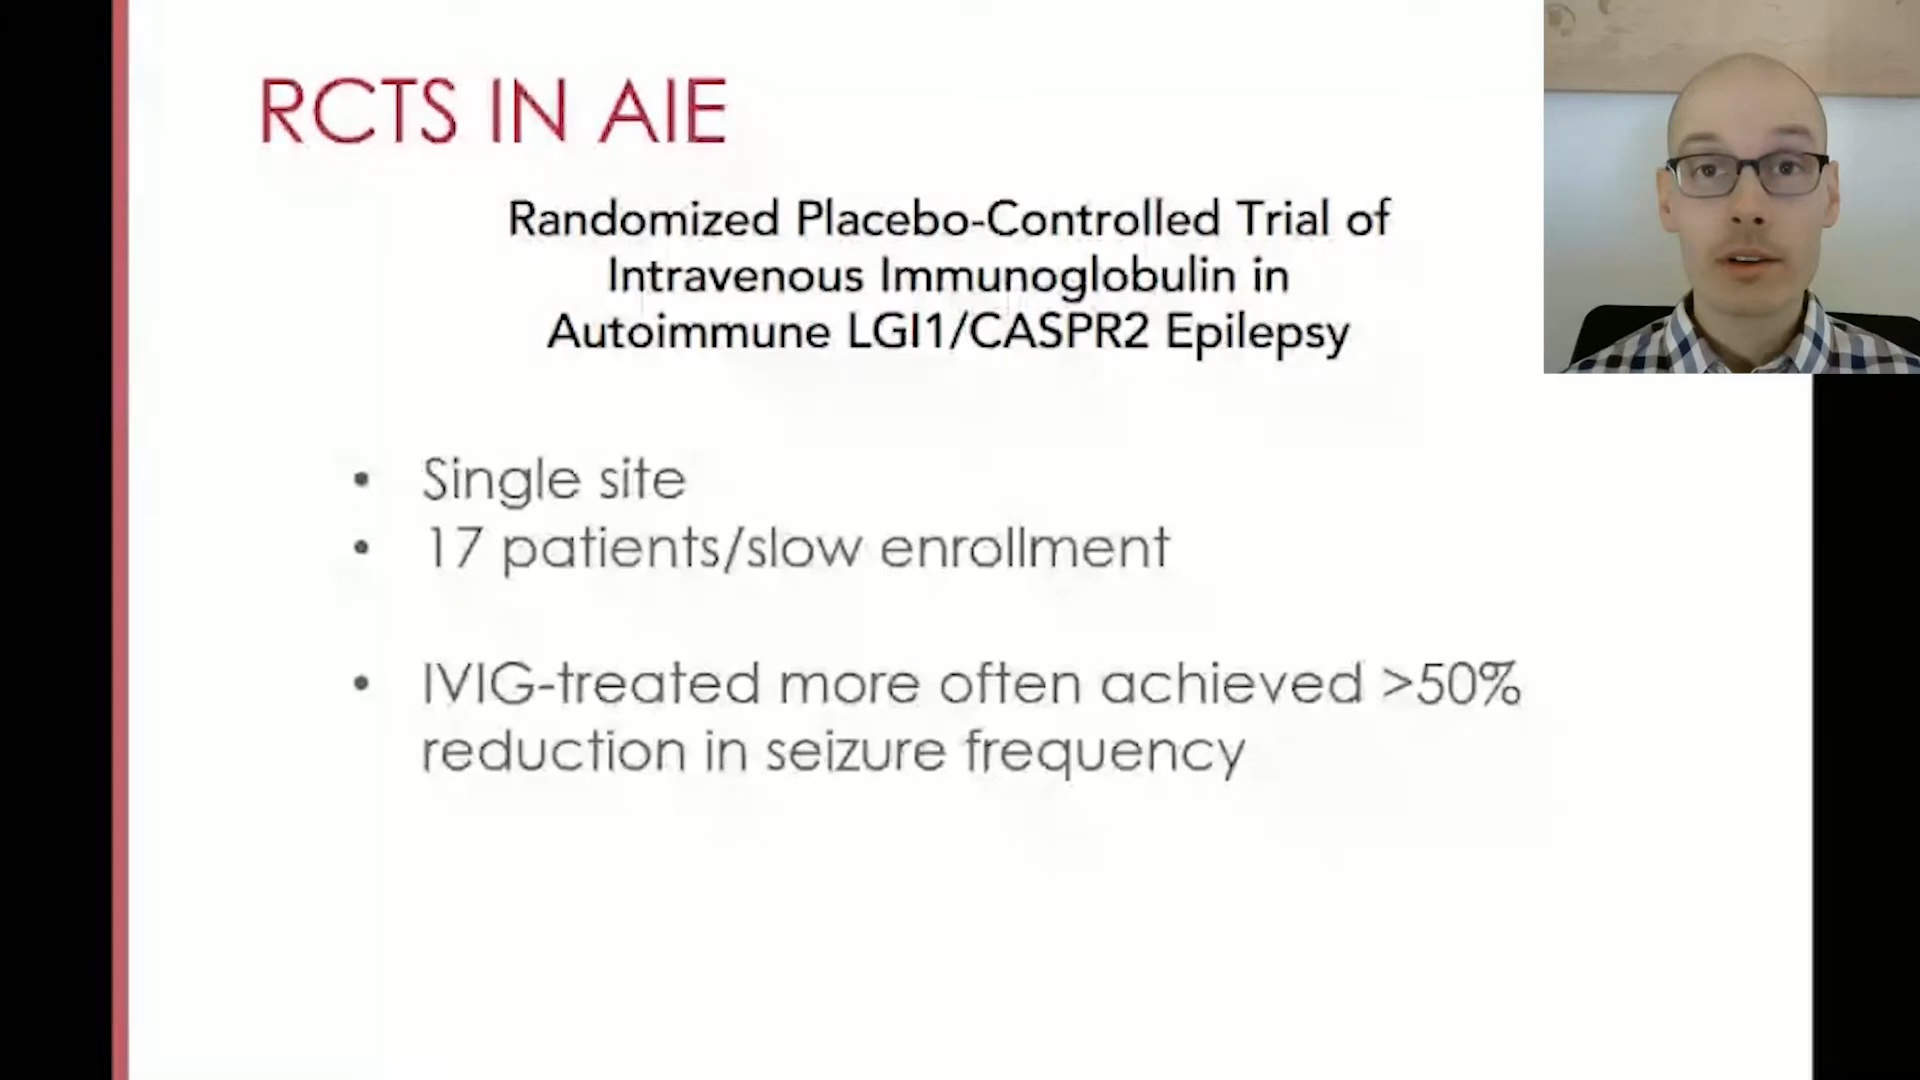 RCTS IN AIE
Randomized Placebo-Controlled Trial of
Intravenous Immunoglobulin in
Autoimmune LGI1/CASPR2 Epilepsy
• Single site
• 17 patients/slow enrollment
• IVIG-treated more often achieved >50%
reduction in seizure frequency